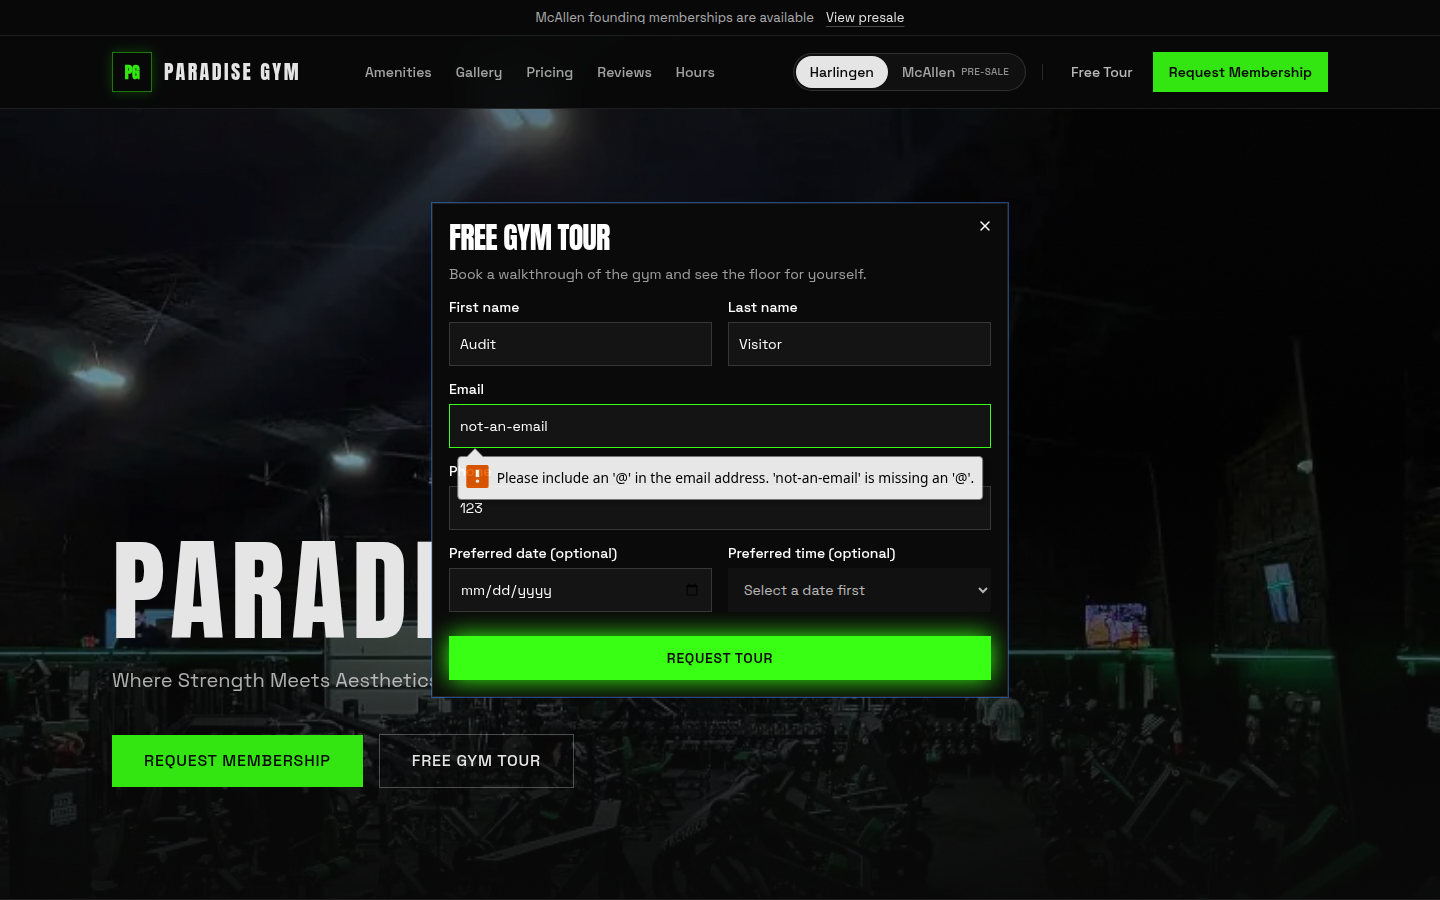 McAllen founding memberships are available View presale
PG PARADISE GYM Amenities Gallery Pricing Reviews Hours Harlingen McAllen PRE-SALE Free Tour Request Membership
FREE GYM TOUR ×
Book a walkthrough of the gym and see the floor for yourself.
First name Last name
Audit Visitor
Email
not-an-email
Please include an '@' in the email address. 'not-an-email' is missing an '@'.
123
Preferred date (optional) Preferred time (optional)
mm/dd/yyyy Select a date first
REQUEST TOUR
PARADI
Where Strength Meets Aesthetics
REQUEST MEMBERSHIP FREE GYM TOUR